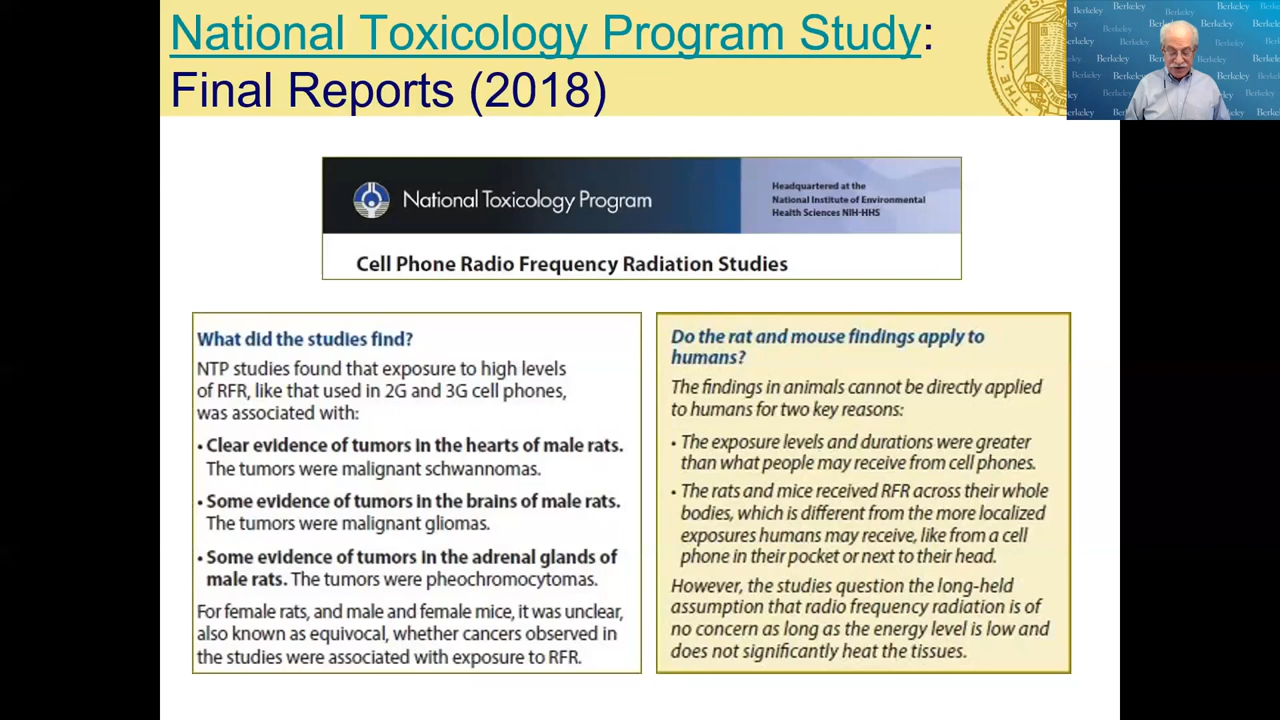 National Toxicology Program Study:
Final Reports (2018)
THE UNIVERS
Berkeley
National Toxicology Program
Headquartered at the
National Institute of Environmental
Health Sciences NIH-HHS
Cell Phone Radio Frequency Radiation Studies
What did the studies find?
NTP studies found that exposure to high levels
of RFR, like that used in 2G and 3G cell phones,
was associated with:
• Clear evidence of tumors in the hearts of male rats.
The tumors were malignant schwannomas.
• Some evidence of tumors in the brains of male rats.
The tumors were malignant gliomas.
• Some evidence of tumors in the adrenal glands of
male rats. The tumors were pheochromocytomas.
For female rats, and male and female mice, it was unclear,
also known as equivocal, whether cancers observed in
the studies were associated with exposure to RFR.
Do the rat and mouse findings apply to
humans?
The findings in animals cannot be directly applied
to humans for two key reasons:
• The exposure levels and durations were greater
than what people may receive from cell phones.
• The rats and mice received RFR across their whole
bodies, which is different from the more localized
exposures humans may receive, like from a cell
phone in their pocket or next to their head.
However, the studies question the long-held
assumption that radio frequency radiation is of
no concern as long as the energy level is low and
does not significantly heat the tissues.